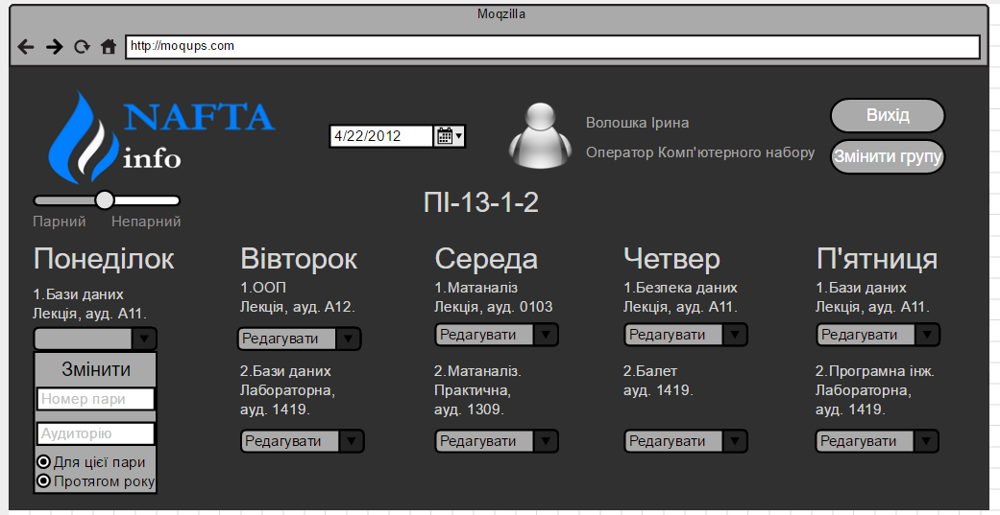 Moqzilla
http://moqups.com
NAFTA
info
4/22/2012
Волошка Ірина
Оператор Комп'ютерного набору
Вихід
Змінити групу
Парний Непарний
ПІ-13-1-2
Понеділок
1.Бази даних
Лекція, ауд. А11.
Змінити
Номер пари
Аудиторію
Для цієї пари
Протягом року
Вівторок
1.ООП
Лекція, ауд. А12.
Редагувати
2.Бази даних
Лабораторна,
ауд. 1419.
Редагувати
Середа
1.Матаналіз
Лекція, ауд. 0103
Редагувати
2.Матаналіз.
Практична,
ауд. 1309.
Редагувати
Четвер
1.Безпека даних
Лекція, ауд. А11.
Редагувати
2.Балет
ауд. 1419.
Редагувати
П'ятниця
1.Бази даних
Лекція, ауд. А11.
Редагувати
2.Програмна інж.
Лабораторна,
ауд. 1419.
Редагувати